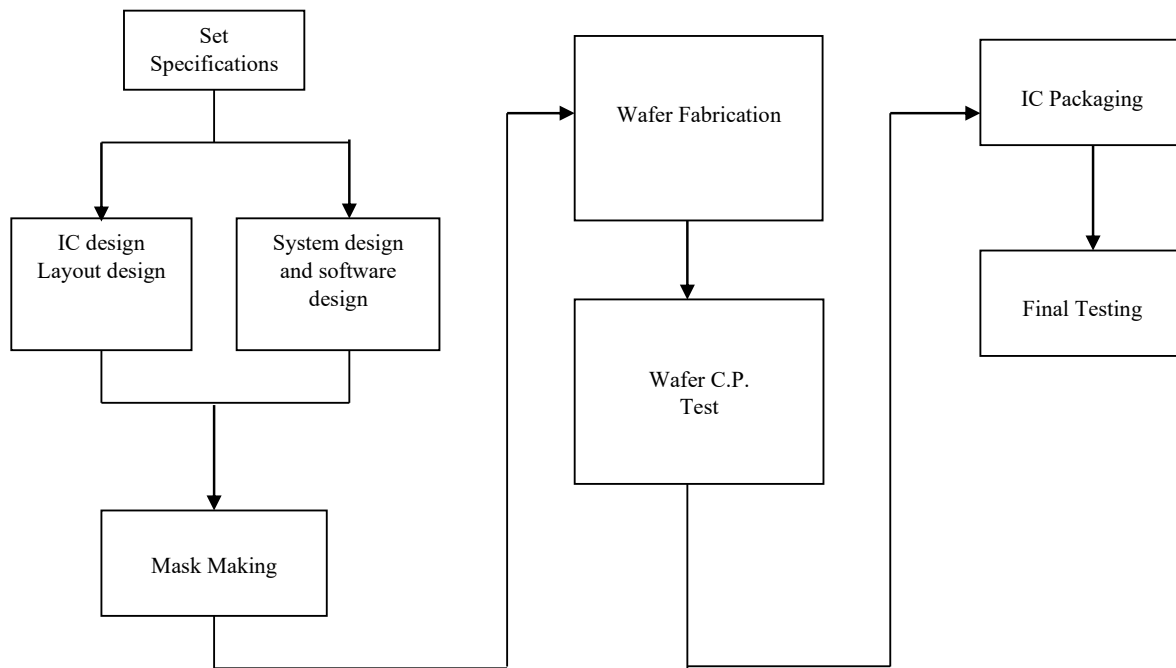 Set
Specifications
IC design
Layout design
System design
and software
design
Mask Making
Wafer Fabrication
Wafer C.P.
Test
IC Packaging
Final Testing